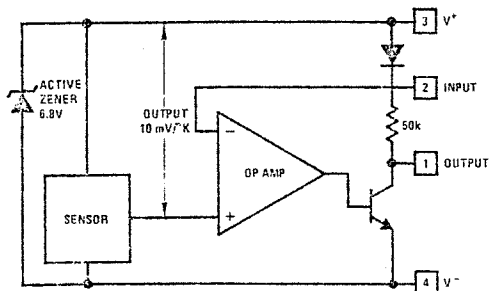 3 V+
ACTIVE
ZENER
6.8V
OUTPUT
10 mV/°K
2 INPUT
50k
−
OP AMP
1 OUTPUT
SENSOR
+
4 V−